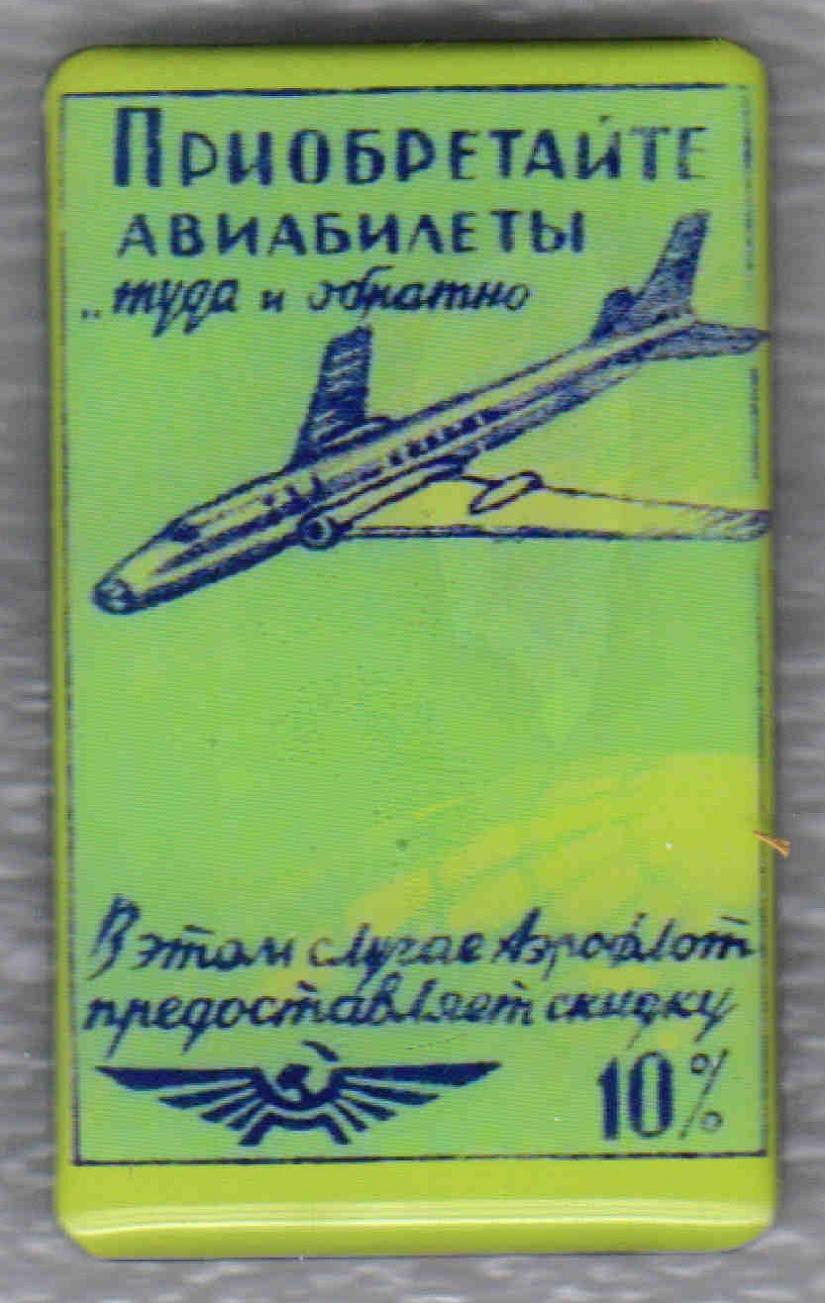 ПРИОБРЕТАЙТЕ
АВИАБИЛЕТЫ
„туда и обратно
В этом случае Аэрофлот
предоставляет скидку
10%